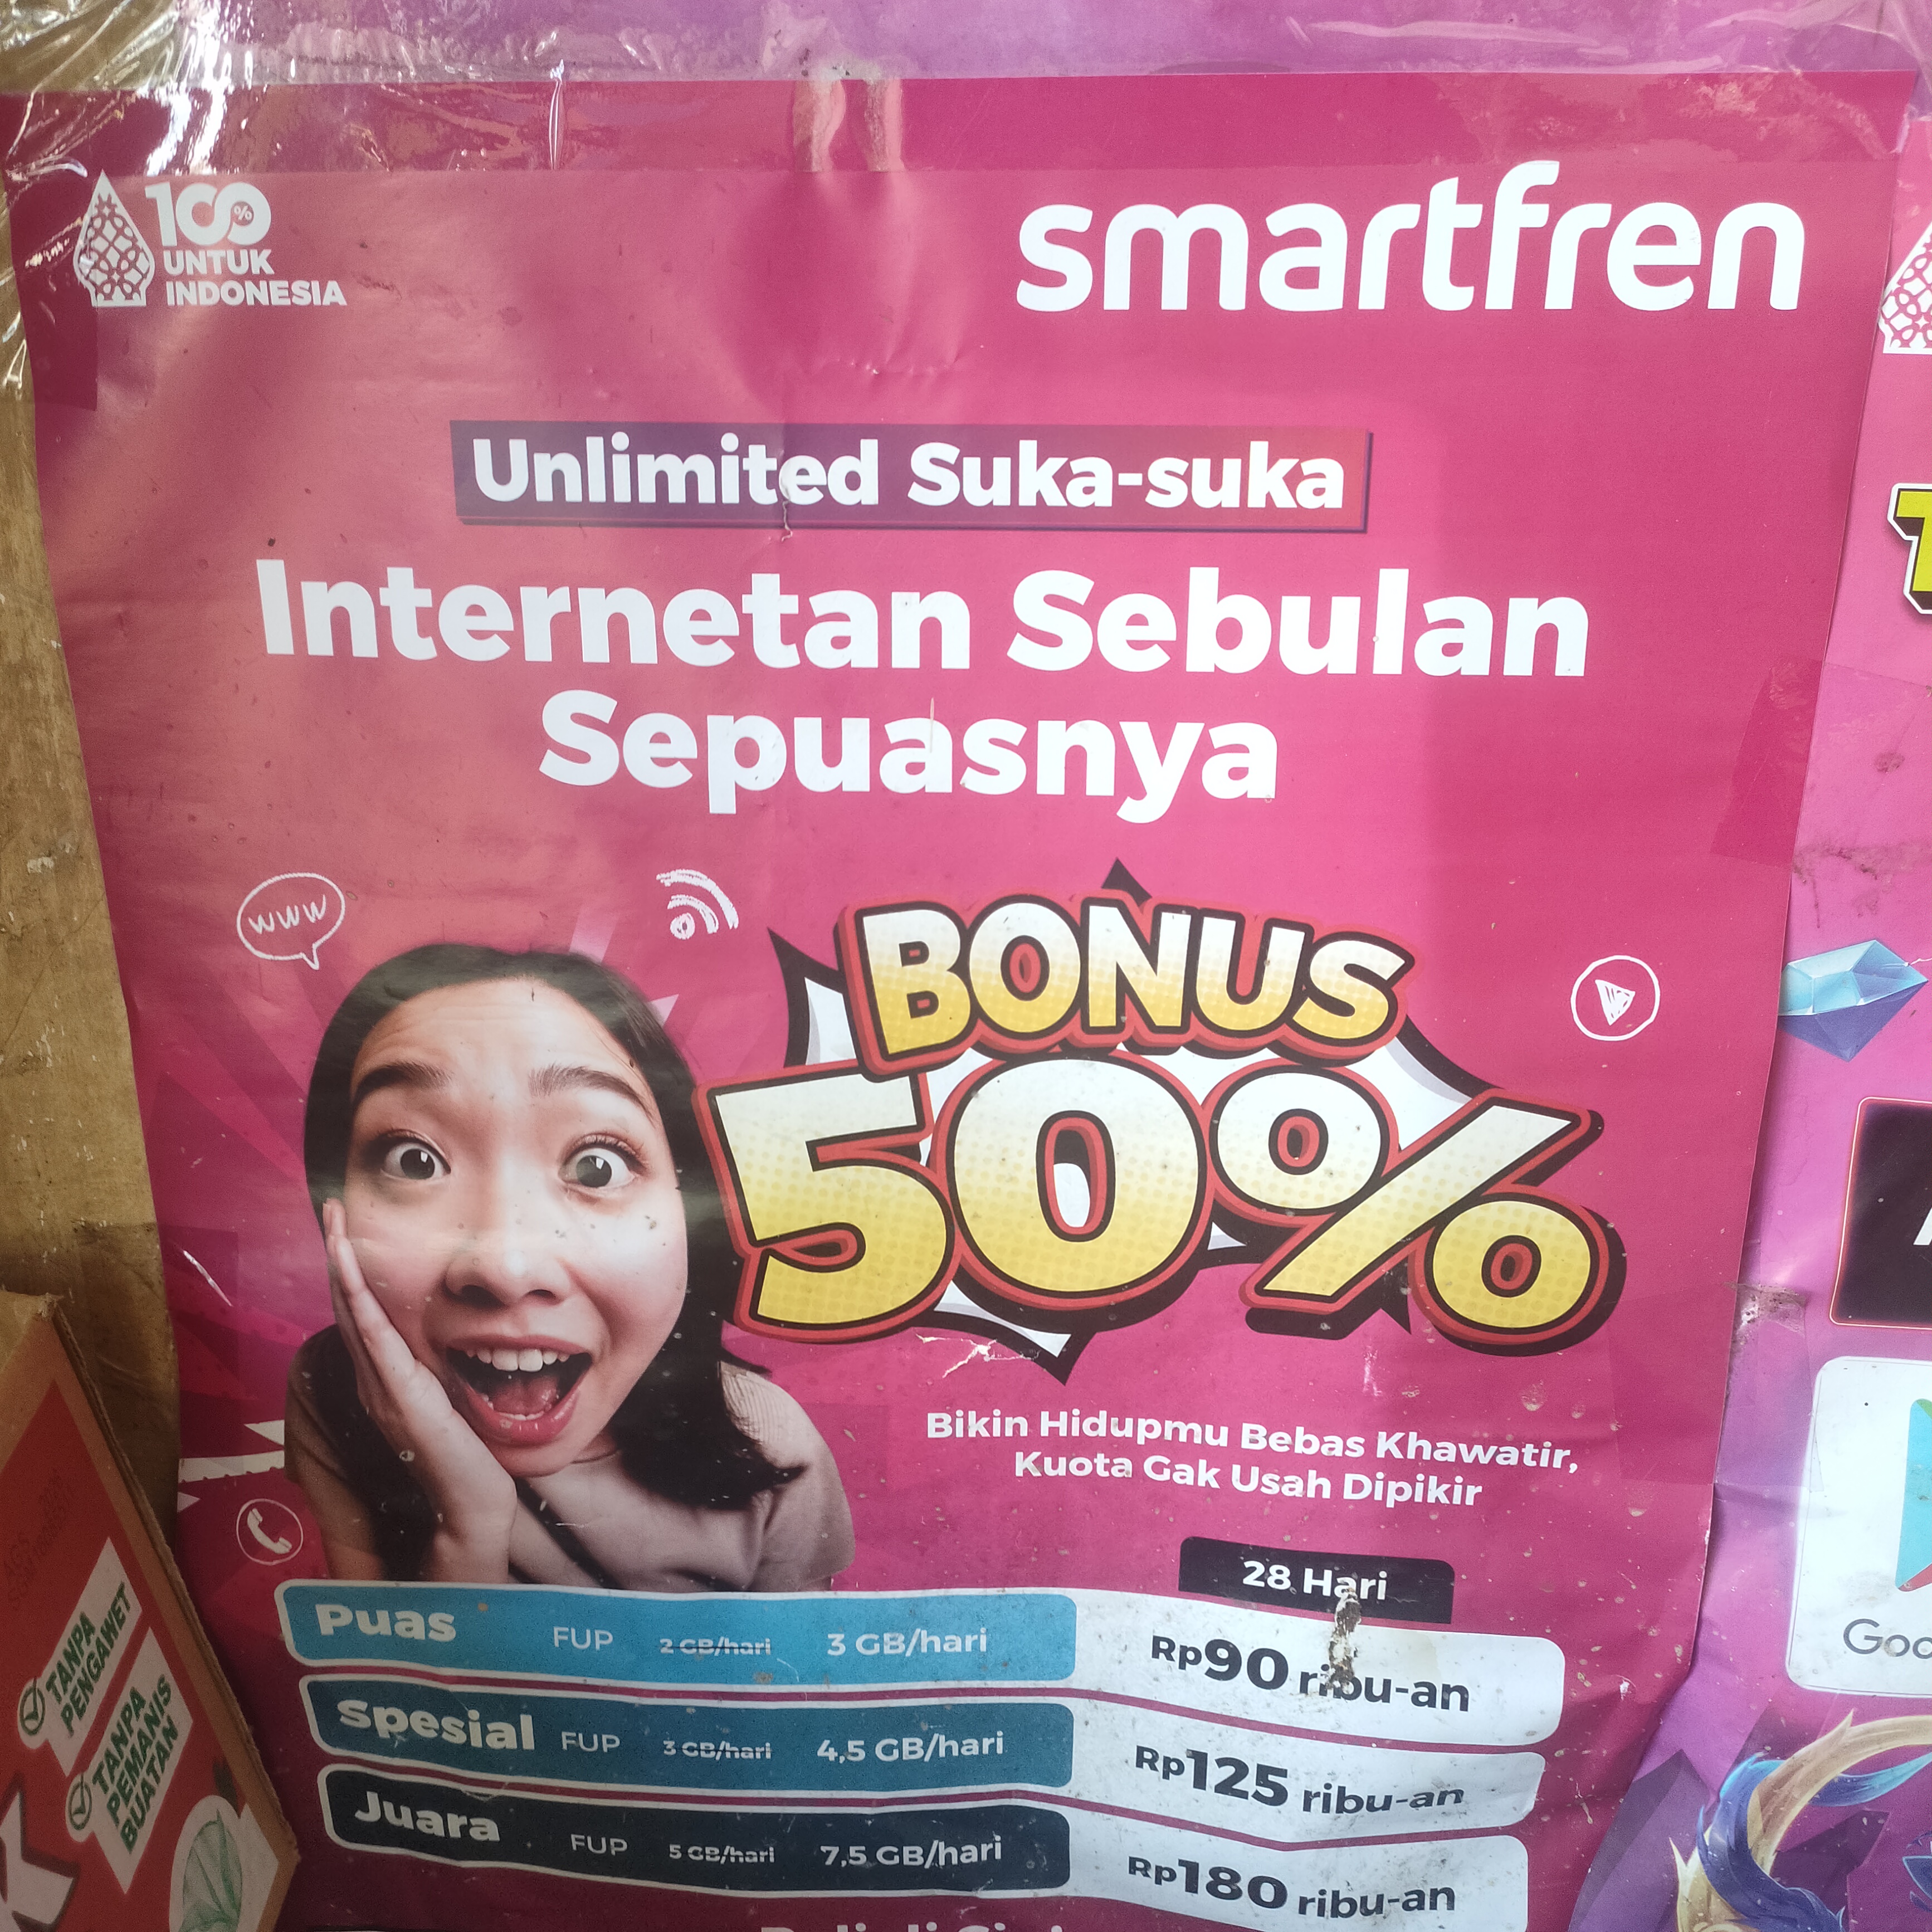 100%
UNTUK
INDONESIA
smartfren
Unlimited Suka-suka
Internetan Sebulan
Sepuasnya
www
BONUS
50%
Bikin Hidupmu Bebas Khawatir,
Kuota Gak Usah Dipikir
28 Hari
Puas FUP 2 GB/hari 3 GB/hari Rp90 ribu-an
Spesial FUP 3 GB/hari 4,5 GB/hari Rp125 ribu-an
Juara FUP 5 GB/hari 7,5 GB/hari Rp180 ribu-an
TANPA
PENGAWET
TANPA
PEMANIS
BUATAN